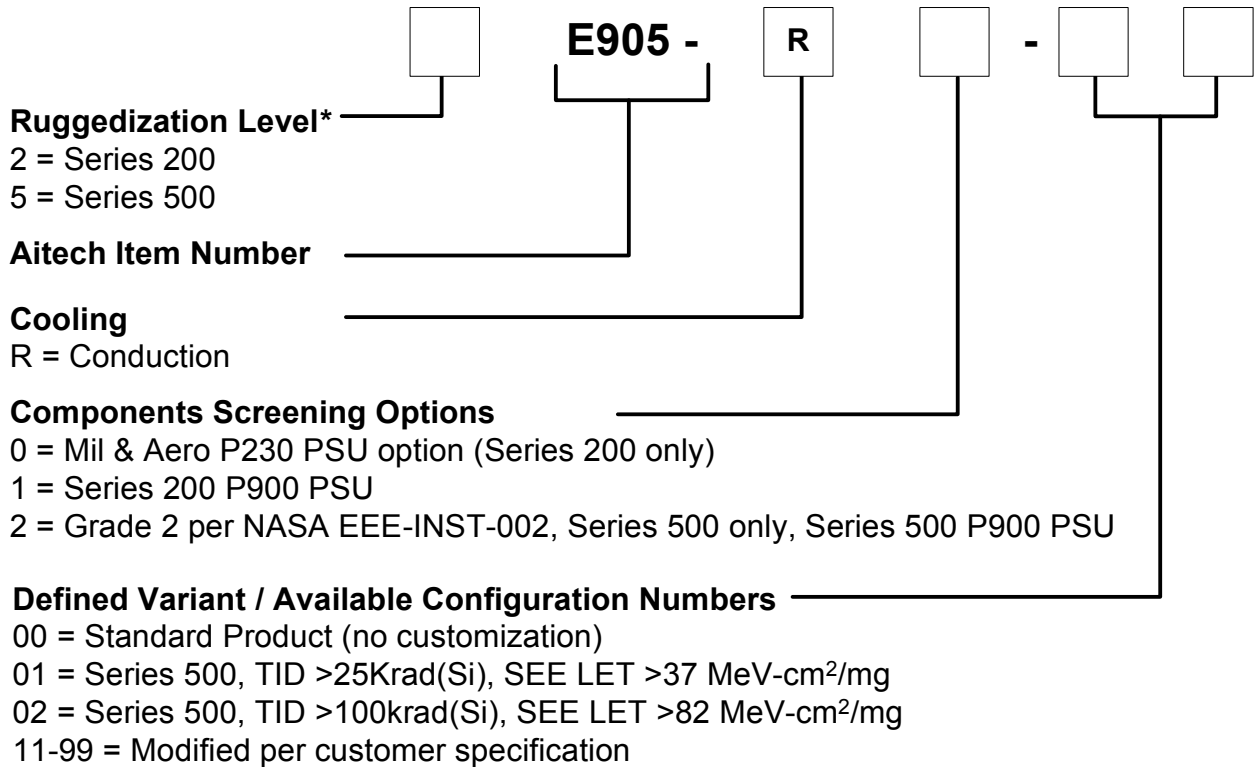 E905 - R -
Ruggedization Level*
2 = Series 200
5 = Series 500
Aitech Item Number
Cooling
R = Conduction
Components Screening Options
0 = Mil & Aero P230 PSU option (Series 200 only)
1 = Series 200 P900 PSU
2 = Grade 2 per NASA EEE-INST-002, Series 500 only, Series 500 P900 PSU
Defined Variant / Available Configuration Numbers
00 = Standard Product (no customization)
01 = Series 500, TID >25Krad(Si), SEE LET >37 MeV-cm²/mg
02 = Series 500, TID >100krad(Si), SEE LET >82 MeV-cm²/mg
11-99 = Modified per customer specification